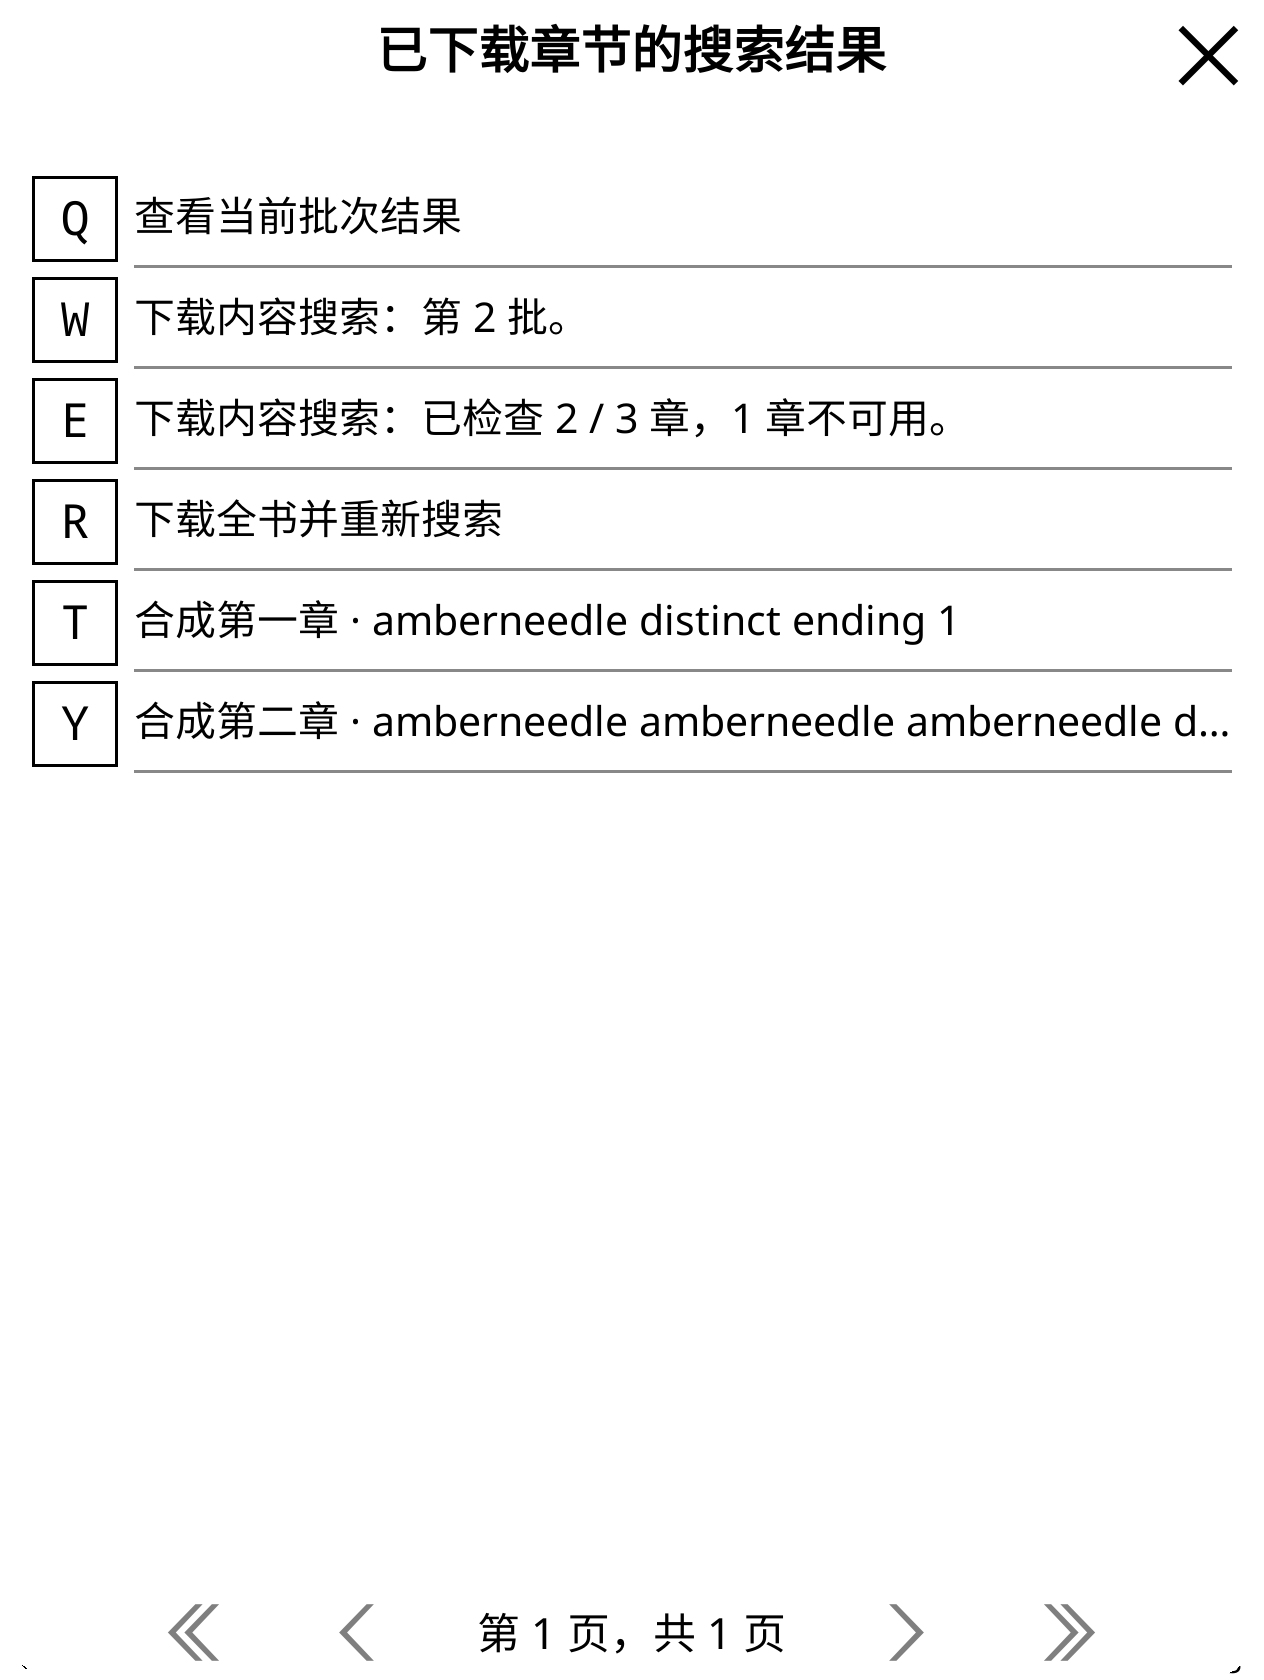 已下载章节的搜索结果
Q 查看当前批次结果
W 下载内容搜索：第 2 批。
E 下载内容搜索：已检查 2 / 3 章，1 章不可用。
R 下载全书并重新搜索
T 合成第一章 · amberneedle distinct ending 1
Y 合成第二章 · amberneedle amberneedle amberneedle d...
第 1 页，共 1 页